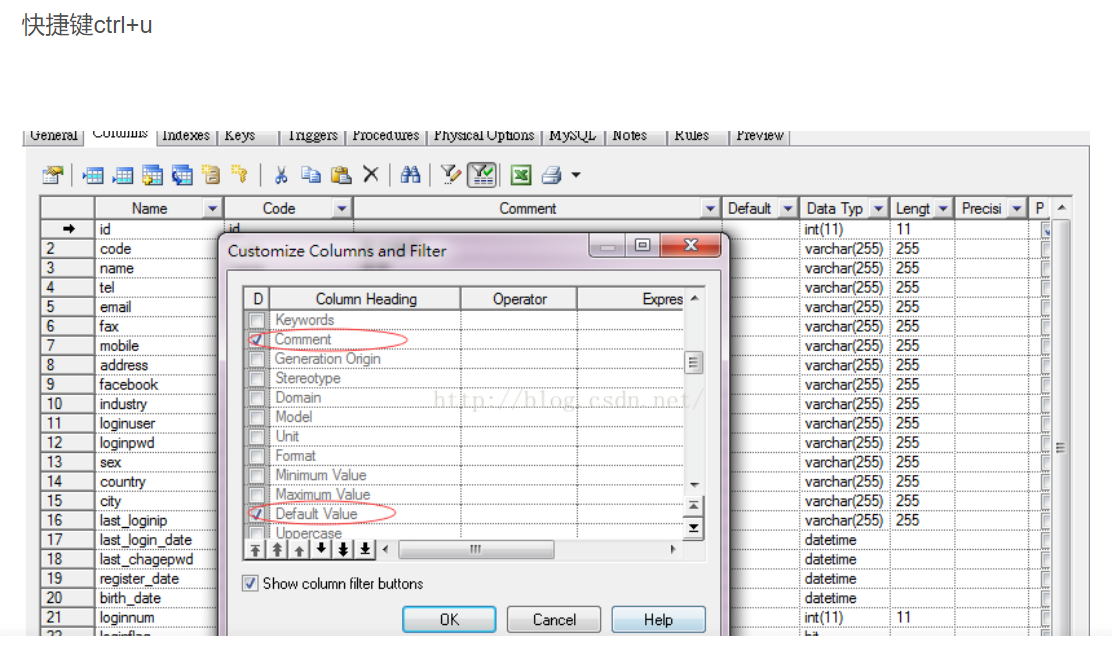 快捷键ctrl+u
General Columns Indexes Keys Triggers Procedures Physical Options MySQL Notes Rules Preview
Name Code Comment Default Data Typ Lengt Precisi P
id id int(11) 11
2 code varchar(255) 255
3 name varchar(255) 255
4 tel varchar(255) 255
5 email varchar(255) 255
6 fax varchar(255) 255
7 mobile varchar(255) 255
8 address varchar(255) 255
9 facebook varchar(255) 255
10 industry varchar(255) 255
11 loginuser varchar(255) 255
12 loginpwd varchar(255) 255
13 sex varchar(255) 255
14 country varchar(255) 255
15 city varchar(255) 255
16 last_loginip varchar(255) 255
17 last_login_date datetime
18 last_chagepwd datetime
19 register_date datetime
20 birth_date datetime
21 loginnum int(11) 11
22 loginflag bit
Customize Columns and Filter
D Column Heading Operator Expres
Keywords
Comment
Generation Origin
Stereotype
Domain
Model
Unit
Format
Minimum Value
Maximum Value
Default Value
Uppercase
http://blog.csdn.net/
Show column filter buttons
OK Cancel Help